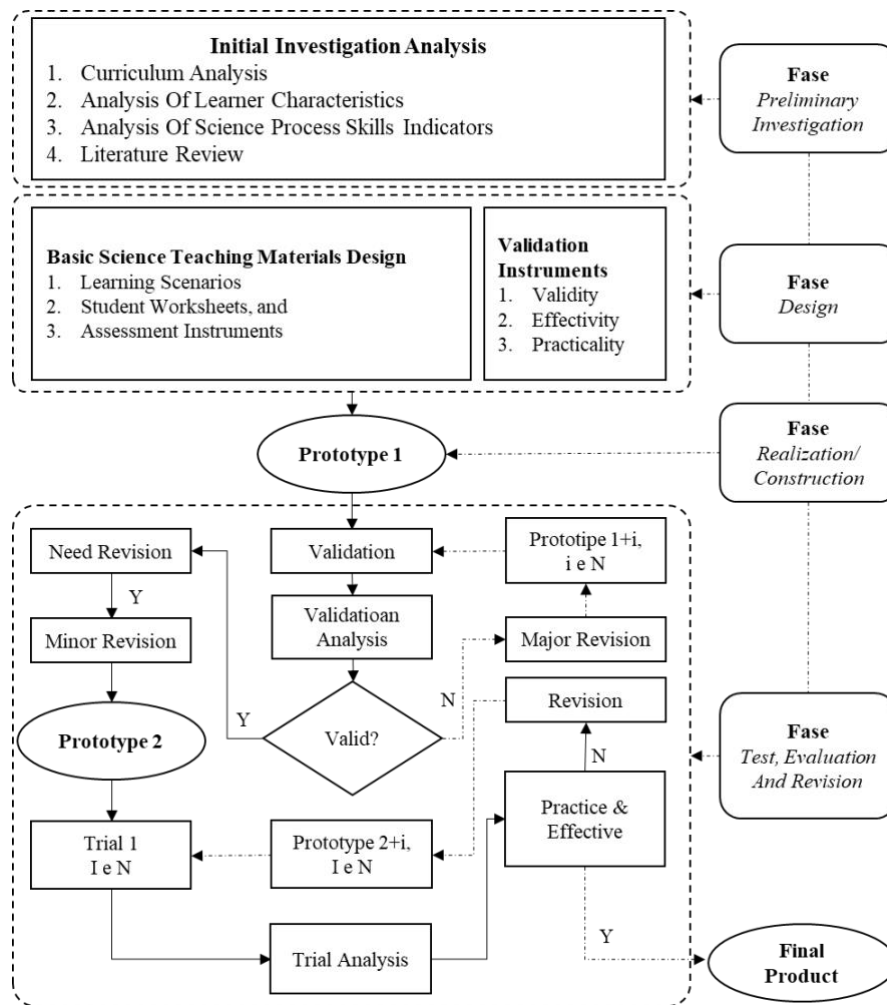 Initial Investigation Analysis
1. Curriculum Analysis
2. Analysis Of Learner Characteristics
3. Analysis Of Science Process Skills Indicators
4. Literature Review
Fase
Preliminary
Investigation
Basic Science Teaching Materials Design
1. Learning Scenarios
2. Student Worksheets, and
3. Assessment Instruments
Validation
Instruments
1. Validity
2. Effectivity
3. Practicality
Fase
Design
Prototype 1
Fase
Realization/
Construction
Need Revision
Validation
Prototipe 1+i,
i e N
Y
Validatioan
Analysis
Minor Revision
Major Revision
N
Revision
Y
Valid?
Prototype 2
Fase
Test, Evaluation
And Revision
N
Practice &
Effective
Trial 1
I e N
Prototype 2+i,
I e N
Trial Analysis
Y
Final
Product